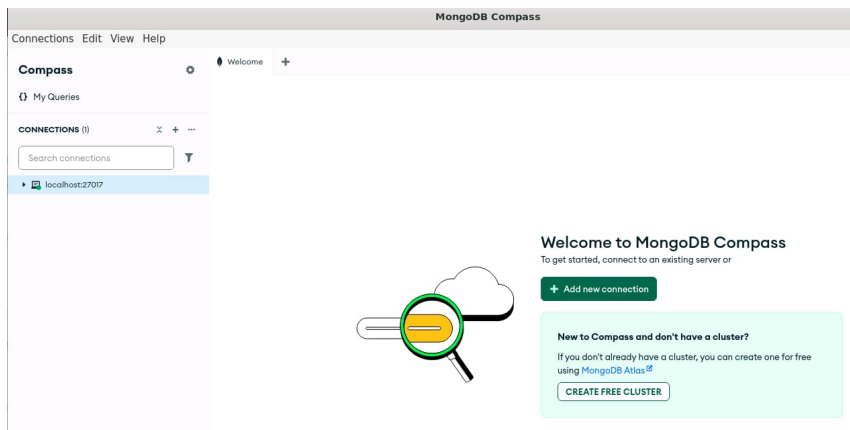 MongoDB Compass
Connections Edit View Help
Compass
Welcome
{} My Queries
CONNECTIONS (1)
Search connections
localhost:27017
Welcome to MongoDB Compass
To get started, connect to an existing server or
+ Add new connection
New to Compass and don't have a cluster?
If you don't already have a cluster, you can create one for free
using MongoDB Atlas
CREATE FREE CLUSTER